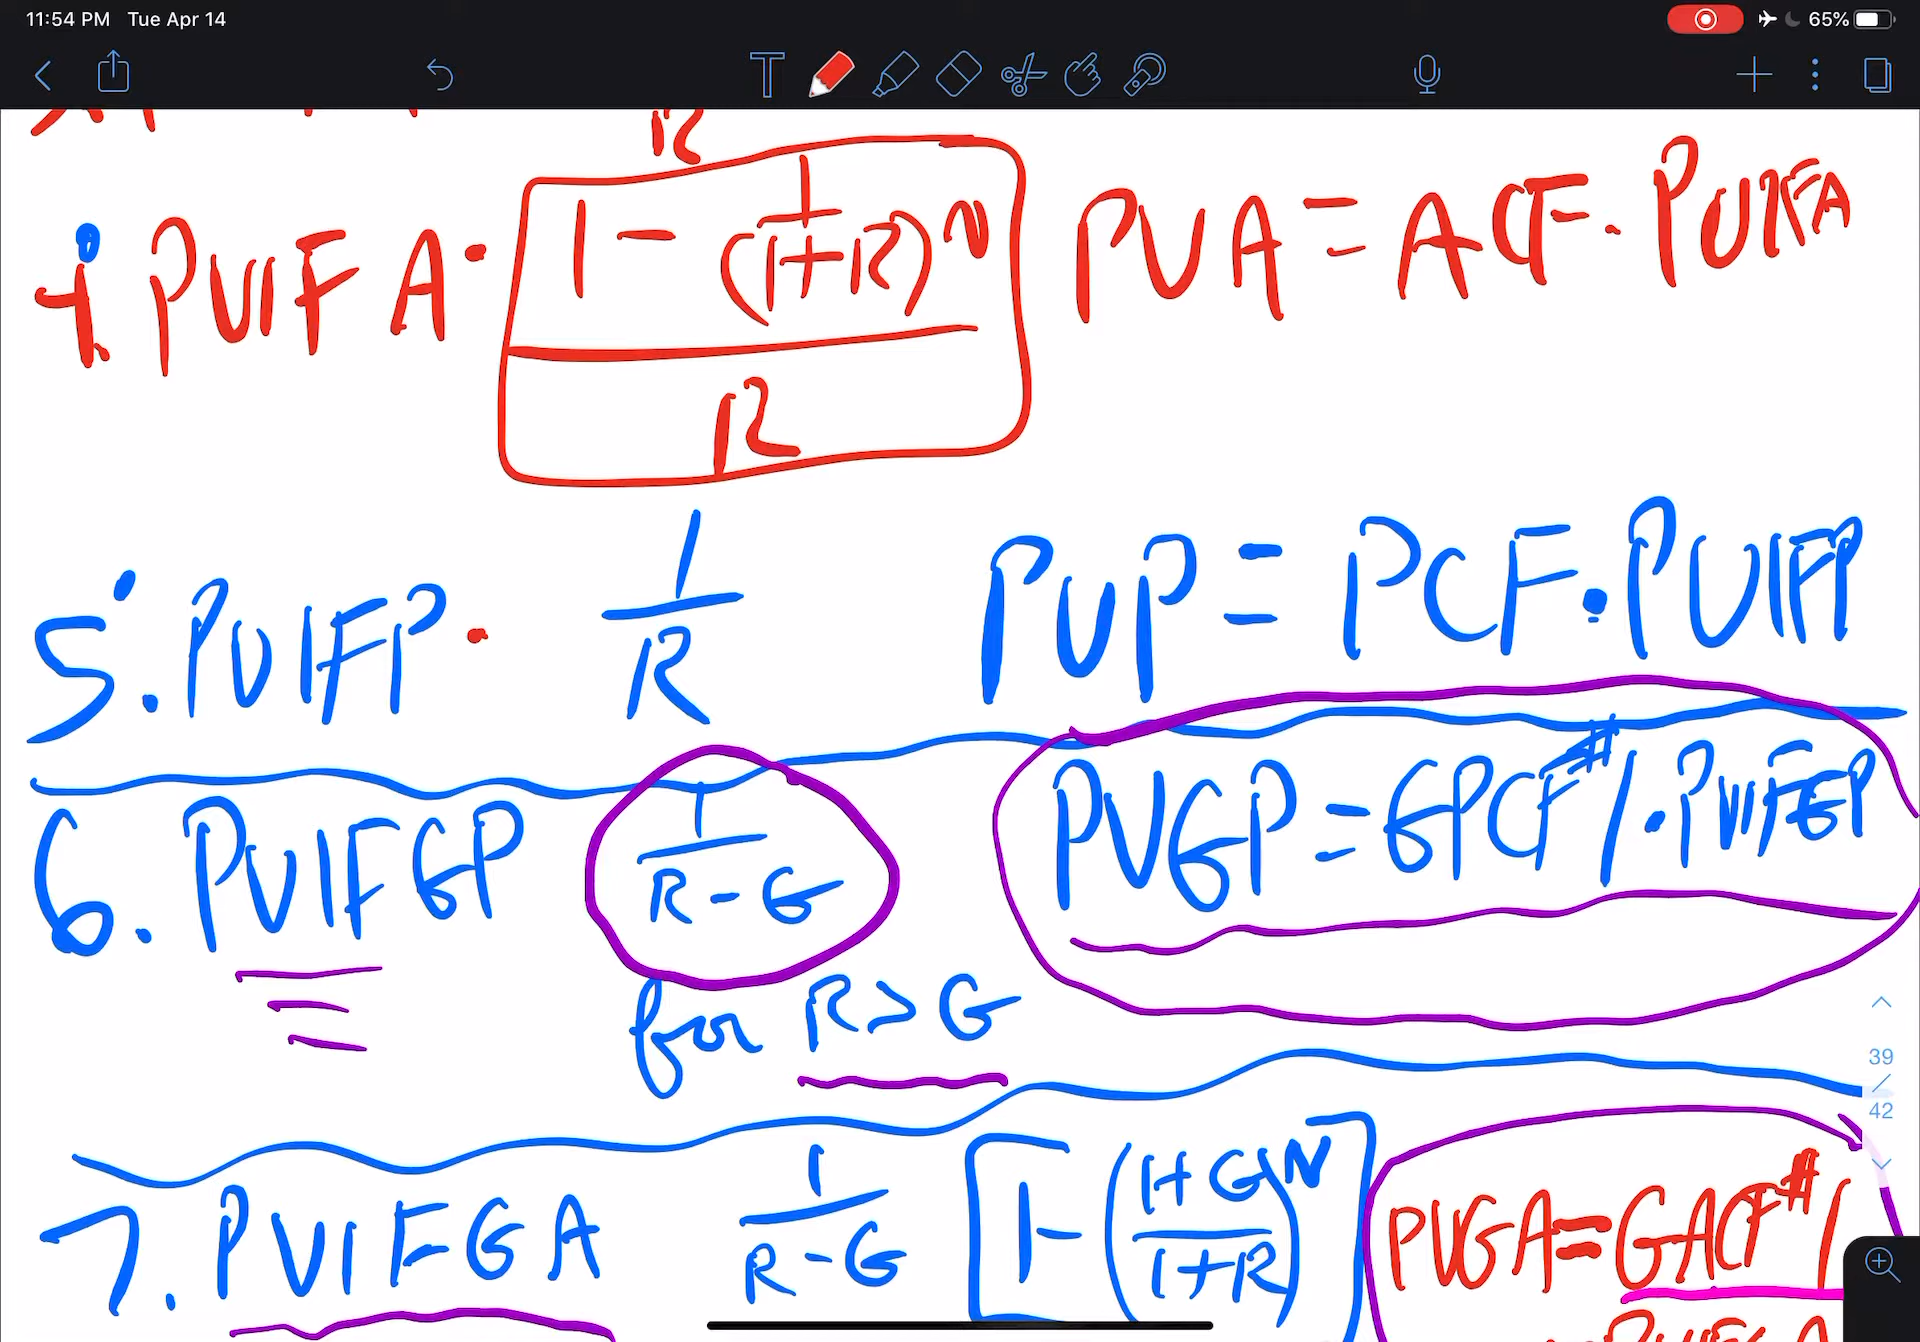 11:54 PM Tue Apr 14
65%
R
4. PVIFA · 1 - 1/(1+R)^N / R PVA = ACF · PVIFA
5. PVIFP · 1/R PVP = PCF · PVIFP
6. PVIFGP 1/R-G PVGP = GPCF#1 · PVIFGP
for R > G
39
/
42
7. PVIFGA 1/R-G [1 - (1+G/1+R)^N] PVGA = GACF#1
· PVIFGA